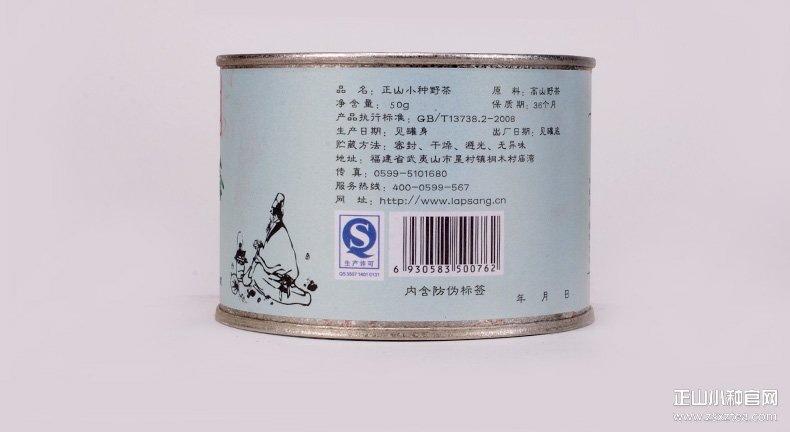 品 名：正山小种野茶 原 料：高山野茶
净含量：50g 保质期：36个月
产品执行标准：GB/T13738.2-2008
生产日期：见罐身 出厂日期：见罐底
贮藏方法：密封、干燥、避光、无异味
地址：福建省武夷山市星村镇桐木村庙湾
传 真：0599-5101680
服务热线：400-0599-567
网 址：http://www.lapsang.cn
QS
生产许可
QS3507 1401 0131
6 930583 500762
内含防伪标签
年 月 日
正山小种官网